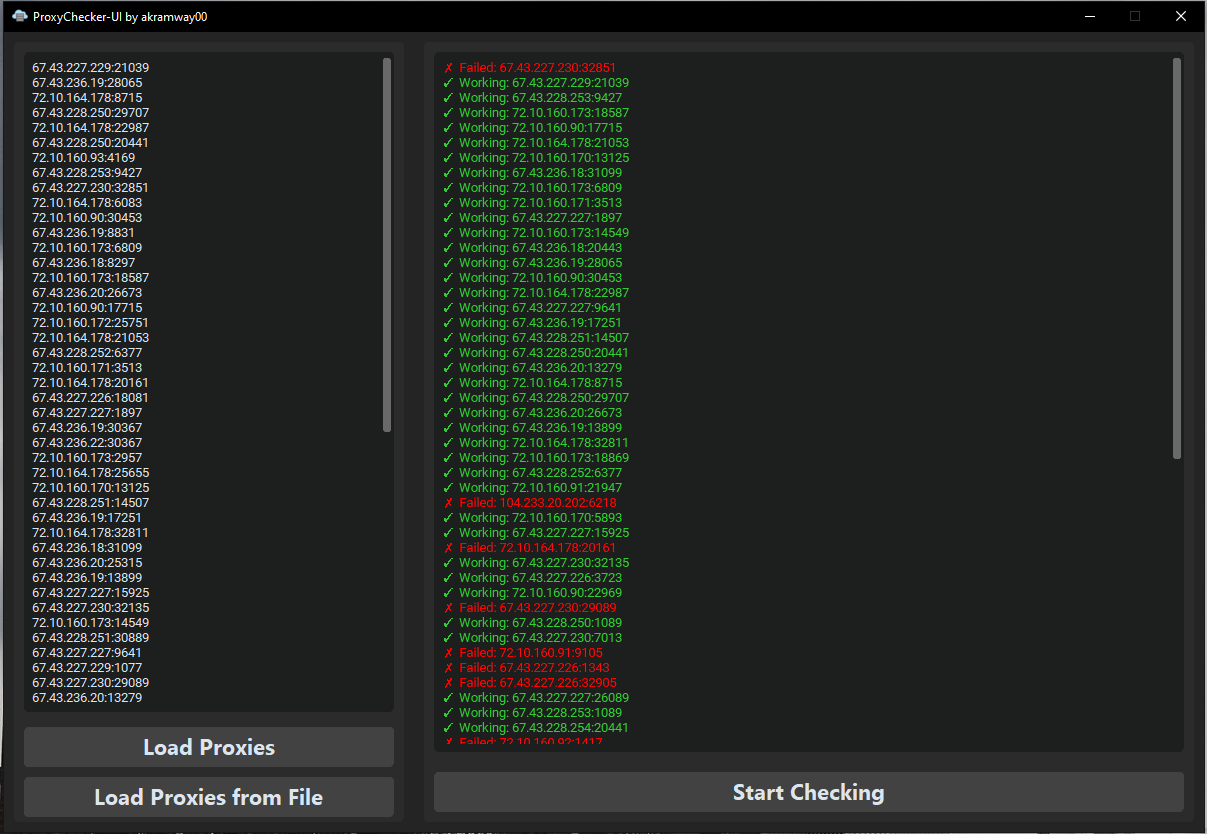 ProxyChecker-UI by akramway00
67.43.227.229:21039
67.43.236.19:28065
72.10.164.178:8715
67.43.228.250:29707
72.10.164.178:22987
67.43.228.250:20441
72.10.160.93:4169
67.43.228.253:9427
67.43.227.230:32851
72.10.164.178:6083
72.10.160.90:30453
67.43.236.19:8831
72.10.160.173:6809
67.43.236.18:8297
72.10.160.173:18587
67.43.236.20:26673
72.10.160.90:17715
72.10.160.172:25751
72.10.164.178:21053
67.43.228.252:6377
72.10.160.171:3513
72.10.164.178:20161
67.43.227.226:18081
67.43.227.227:1897
67.43.236.19:30367
67.43.236.22:30367
72.10.160.173:2957
72.10.164.178:25655
72.10.160.170:13125
67.43.228.251:14507
67.43.236.19:17251
72.10.164.178:32811
67.43.236.18:31099
67.43.236.20:25315
67.43.236.19:13899
67.43.227.227:15925
67.43.227.230:32135
72.10.160.173:14549
67.43.228.251:30889
67.43.227.227:9641
67.43.227.229:1077
67.43.227.230:29089
67.43.236.20:13279
Load Proxies
Load Proxies from File
✗ Failed: 67.43.227.230:32851
✓ Working: 67.43.227.229:21039
✓ Working: 67.43.228.253:9427
✓ Working: 72.10.160.173:18587
✓ Working: 72.10.160.90:17715
✓ Working: 72.10.164.178:21053
✓ Working: 72.10.160.170:13125
✓ Working: 67.43.236.18:31099
✓ Working: 72.10.160.173:6809
✓ Working: 72.10.160.171:3513
✓ Working: 67.43.227.227:1897
✓ Working: 72.10.160.173:14549
✓ Working: 67.43.236.18:20443
✓ Working: 67.43.236.19:28065
✓ Working: 72.10.160.90:30453
✓ Working: 72.10.164.178:22987
✓ Working: 67.43.227.227:9641
✓ Working: 67.43.236.19:17251
✓ Working: 67.43.228.251:14507
✓ Working: 67.43.228.250:20441
✓ Working: 67.43.236.20:13279
✓ Working: 72.10.164.178:8715
✓ Working: 67.43.228.250:29707
✓ Working: 67.43.236.20:26673
✓ Working: 67.43.236.19:13899
✓ Working: 72.10.164.178:32811
✓ Working: 72.10.160.173:18869
✓ Working: 67.43.228.252:6377
✓ Working: 72.10.160.91:21947
✗ Failed: 104.233.20.202:6218
✓ Working: 72.10.160.170:5893
✓ Working: 67.43.227.227:15925
✗ Failed: 72.10.164.178:20161
✓ Working: 67.43.227.230:32135
✓ Working: 67.43.227.226:3723
✓ Working: 72.10.160.90:22969
✗ Failed: 67.43.227.230:29089
✓ Working: 67.43.228.250:1089
✓ Working: 67.43.227.230:7013
✗ Failed: 72.10.160.91:9105
✗ Failed: 67.43.227.226:1343
✗ Failed: 67.43.227.226:32905
✓ Working: 67.43.227.227:26089
✓ Working: 67.43.228.253:1089
✓ Working: 67.43.228.254:20441
✗ Failed: 72.10.160.92:1417
Start Checking